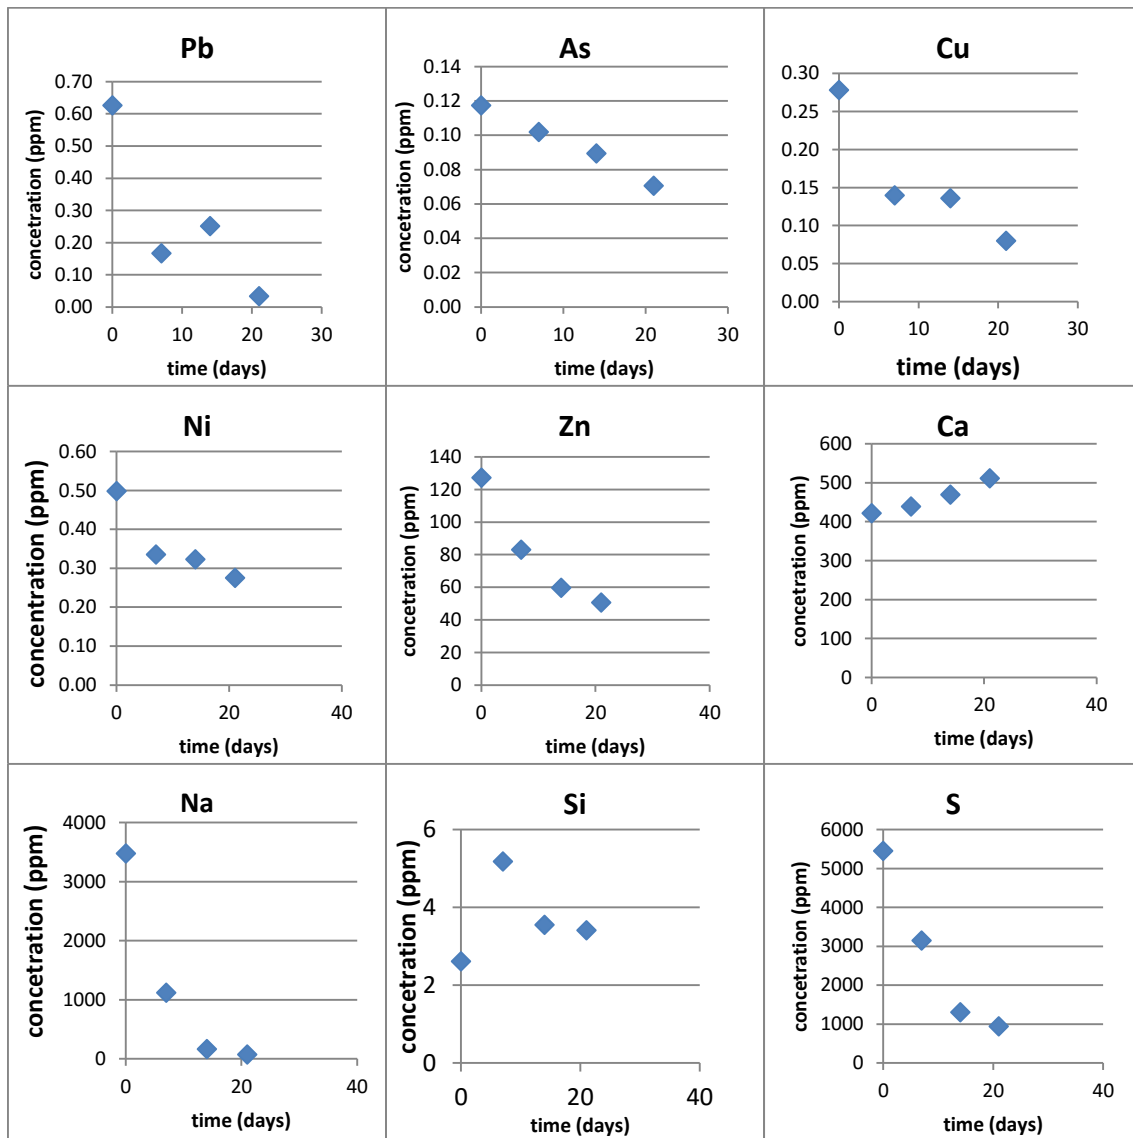 Pb
concetration (ppm)
0.70
0.60
0.50
0.40
0.30
0.20
0.10
0.00
0 10 20 30
time (days)
As
concetration (ppm)
0.14
0.12
0.10
0.08
0.06
0.04
0.02
0.00
0 10 20 30
time (days)
Cu
concetration (ppm)
0.30
0.25
0.20
0.15
0.10
0.05
0.00
0 10 20 30
time (days)
Ni
concentration (ppm)
0.60
0.50
0.40
0.30
0.20
0.10
0.00
0 20 40
time (days)
Zn
concetration (ppm)
140
120
100
80
60
40
20
0
0 20 40
time (days)
Ca
concetration (ppm)
600
500
400
300
200
100
0
0 20 40
time (days)
Na
concetration (ppm)
4000
3000
2000
1000
0
0 20 40
time (days)
Si
concetration (ppm)
6
4
2
0
0 20 40
time (days)
S
concetration (ppm)
6000
5000
4000
3000
2000
1000
0
0 20 40
time (days)